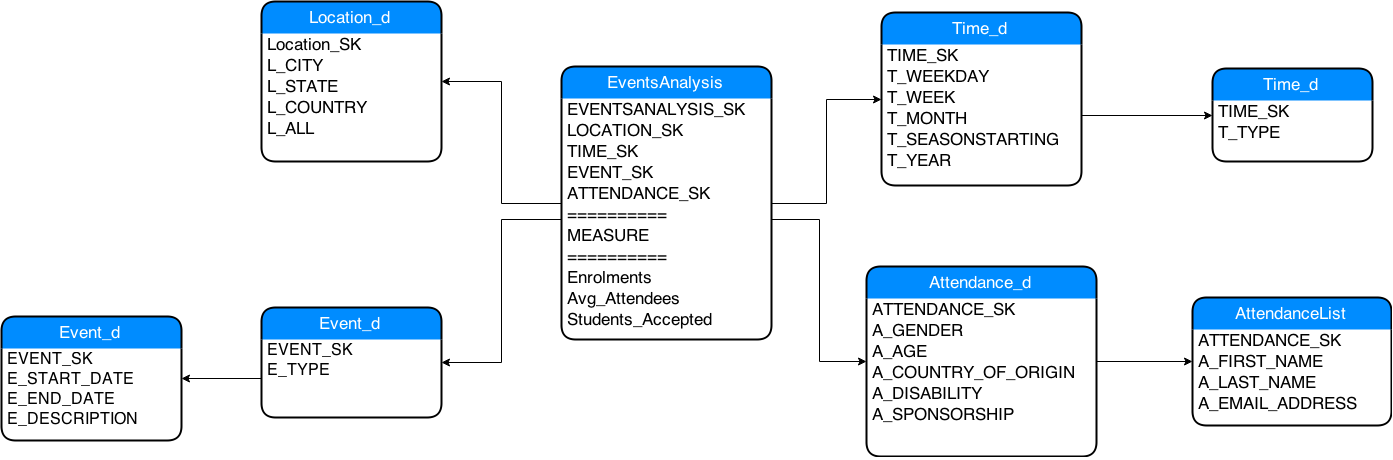 Location_d
Location_SK
L_CITY
L_STATE
L_COUNTRY
L_ALL
EventsAnalysis
EVENTSANALYSIS_SK
LOCATION_SK
TIME_SK
EVENT_SK
ATTENDANCE_SK
==========
MEASURE
==========
Enrolments
Avg_Attendees
Students_Accepted
Time_d
TIME_SK
T_WEEKDAY
T_WEEK
T_MONTH
T_SEASONSTARTING
T_YEAR
Time_d
TIME_SK
T_TYPE
Event_d
EVENT_SK
E_START_DATE
E_END_DATE
E_DESCRIPTION
Event_d
EVENT_SK
E_TYPE
Attendance_d
ATTENDANCE_SK
A_GENDER
A_AGE
A_COUNTRY_OF_ORIGIN
A_DISABILITY
A_SPONSORSHIP
AttendanceList
ATTENDANCE_SK
A_FIRST_NAME
A_LAST_NAME
A_EMAIL_ADDRESS